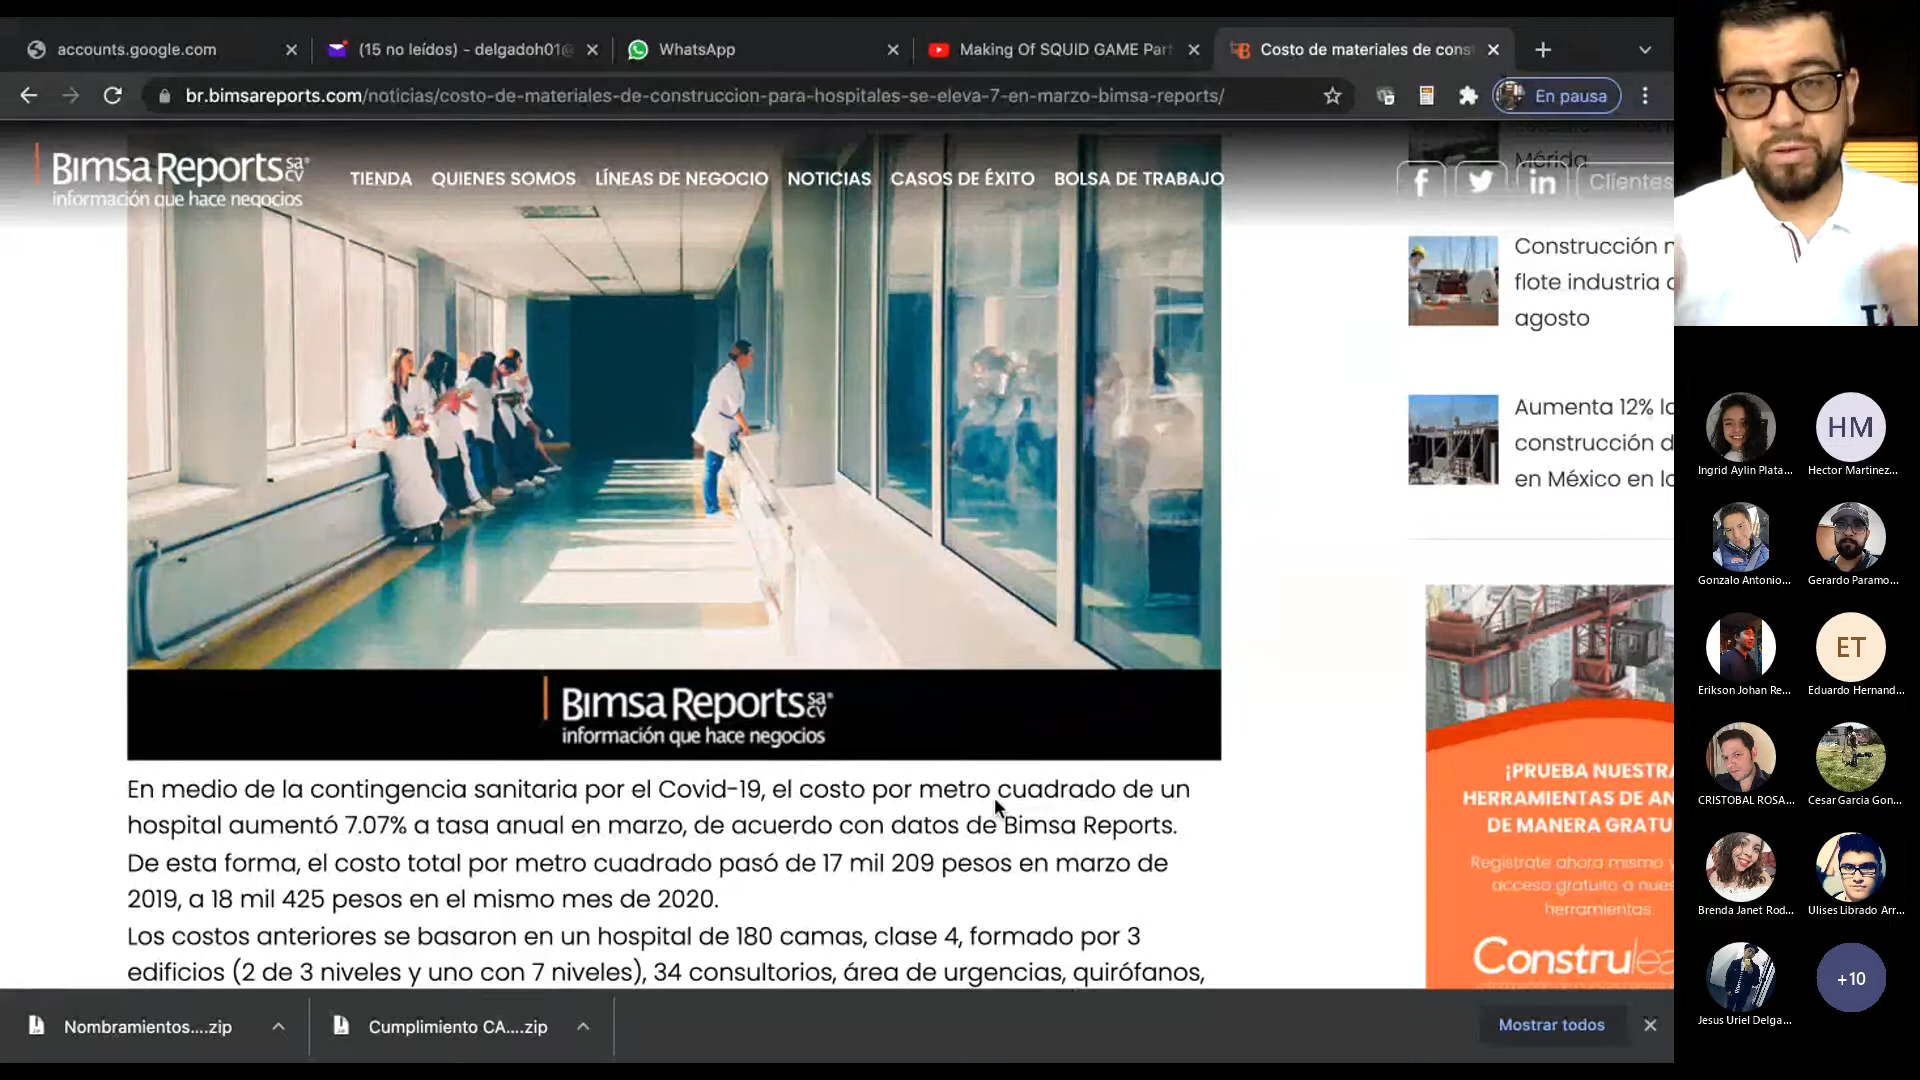 accounts.google.com
(15 no leídos) - delgadoh01@
WhatsApp
Making Of SQUID GAME Part
Costo de materiales de cons
br.bimsareports.com/noticias/costo-de-materiales-de-construccion-para-hospitales-se-eleva-7-en-marzo-bimsa-reports/
En pausa
Bimsa Reports sa® cv
información que hace negocios
TIENDA QUIENES SOMOS LÍNEAS DE NEGOCIO NOTICIAS CASOS DE ÉXITO BOLSA DE TRABAJO
Clientes
Mérida
Construcción
flote industria
agosto
Aumenta 12%
construcción
en México en
Bimsa Reports sa® cv
información que hace negocios
En medio de la contingencia sanitaria por el Covid-19, el costo por metro cuadrado de un
hospital aumentó 7.07% a tasa anual en marzo, de acuerdo con datos de Bimsa Reports.
De esta forma, el costo total por metro cuadrado pasó de 17 mil 209 pesos en marzo de
2019, a 18 mil 425 pesos en el mismo mes de 2020.
Los costos anteriores se basaron en un hospital de 180 camas, clase 4, formado por 3
edificios (2 de 3 niveles y uno con 7 niveles), 34 consultorios, área de urgencias, quirófanos,
¡PRUEBA NUESTRA
HERRAMIENTAS DE AN
DE MANERA GRATU
Regístrate ahora mismo y
acceso gratuito a nues
herramientas.
Construlea
Nombramientos....zip
Cumplimiento CA....zip
Mostrar todos
Ingrid Aylin Plata...
HM
Hector Martinez...
Gonzalo Antonio...
Gerardo Paramo...
Erikson Johan Re...
ET
Eduardo Hernand...
CRISTOBAL ROSA...
Cesar Garcia Gon...
Brenda Janet Rod...
Ulises Librado Arr...
Jesus Uriel Delga...
+10